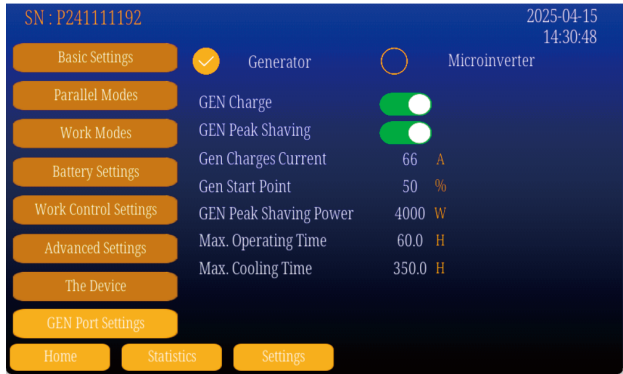 SN : P241111192
2025-04-15
14:30:48
Basic Settings
Parallel Modes
Work Modes
Battery Settings
Work Control Settings
Advanced Settings
The Device
GEN Port Settings
Generator
Microinverter
GEN Charge
GEN Peak Shaving
Gen Charges Current 66 A
Gen Start Point 50 %
GEN Peak Shaving Power 4000 W
Max. Operating Time 60.0 H
Max. Cooling Time 350.0 H
Home
Statistics
Settings